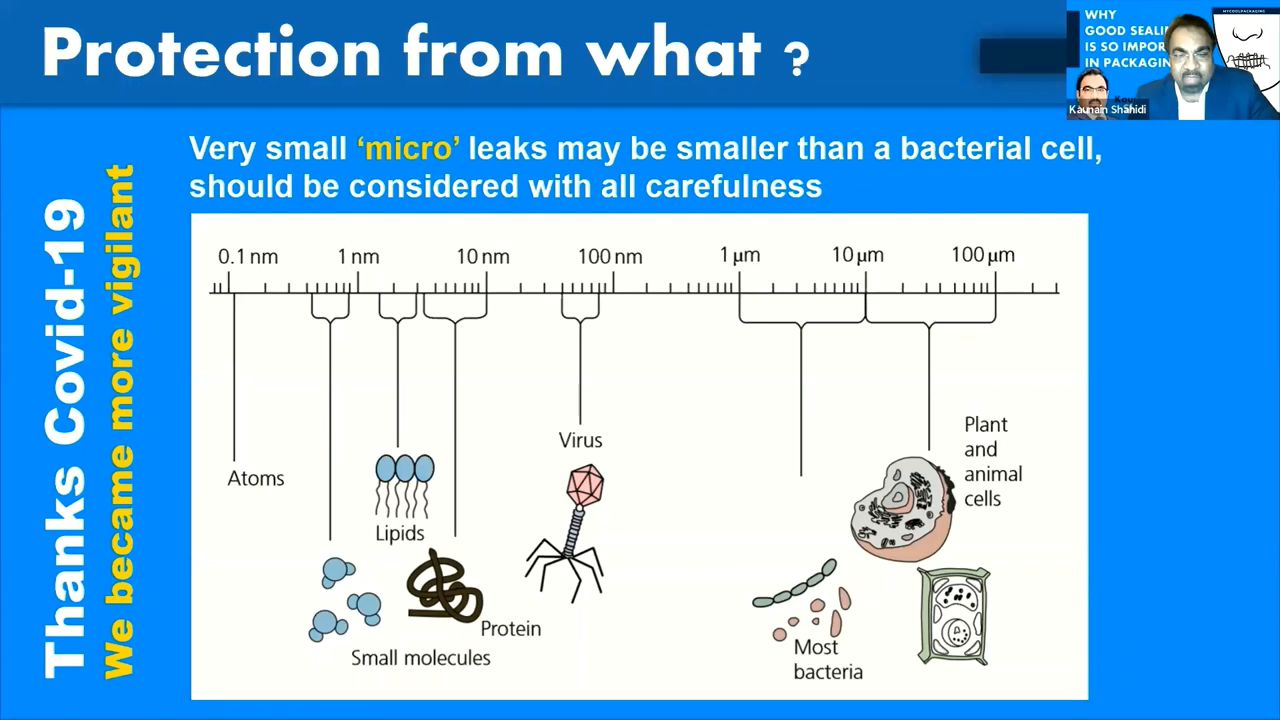 Protection from what ?
MYCOOLPACKAGING
WHY
GOOD SEALI
IS SO IMPOR
IN PACKAGIN
Kaunain Shahidi
Very small ‘micro’ leaks may be smaller than a bacterial cell,
should be considered with all carefulness
Thanks Covid-19
We became more vigilant
0.1 nm 1 nm 10 nm 100 nm 1 µm 10 µm 100 µm
Atoms
Lipids
Small molecules
Protein
Virus
Most
bacteria
Plant
and
animal
cells